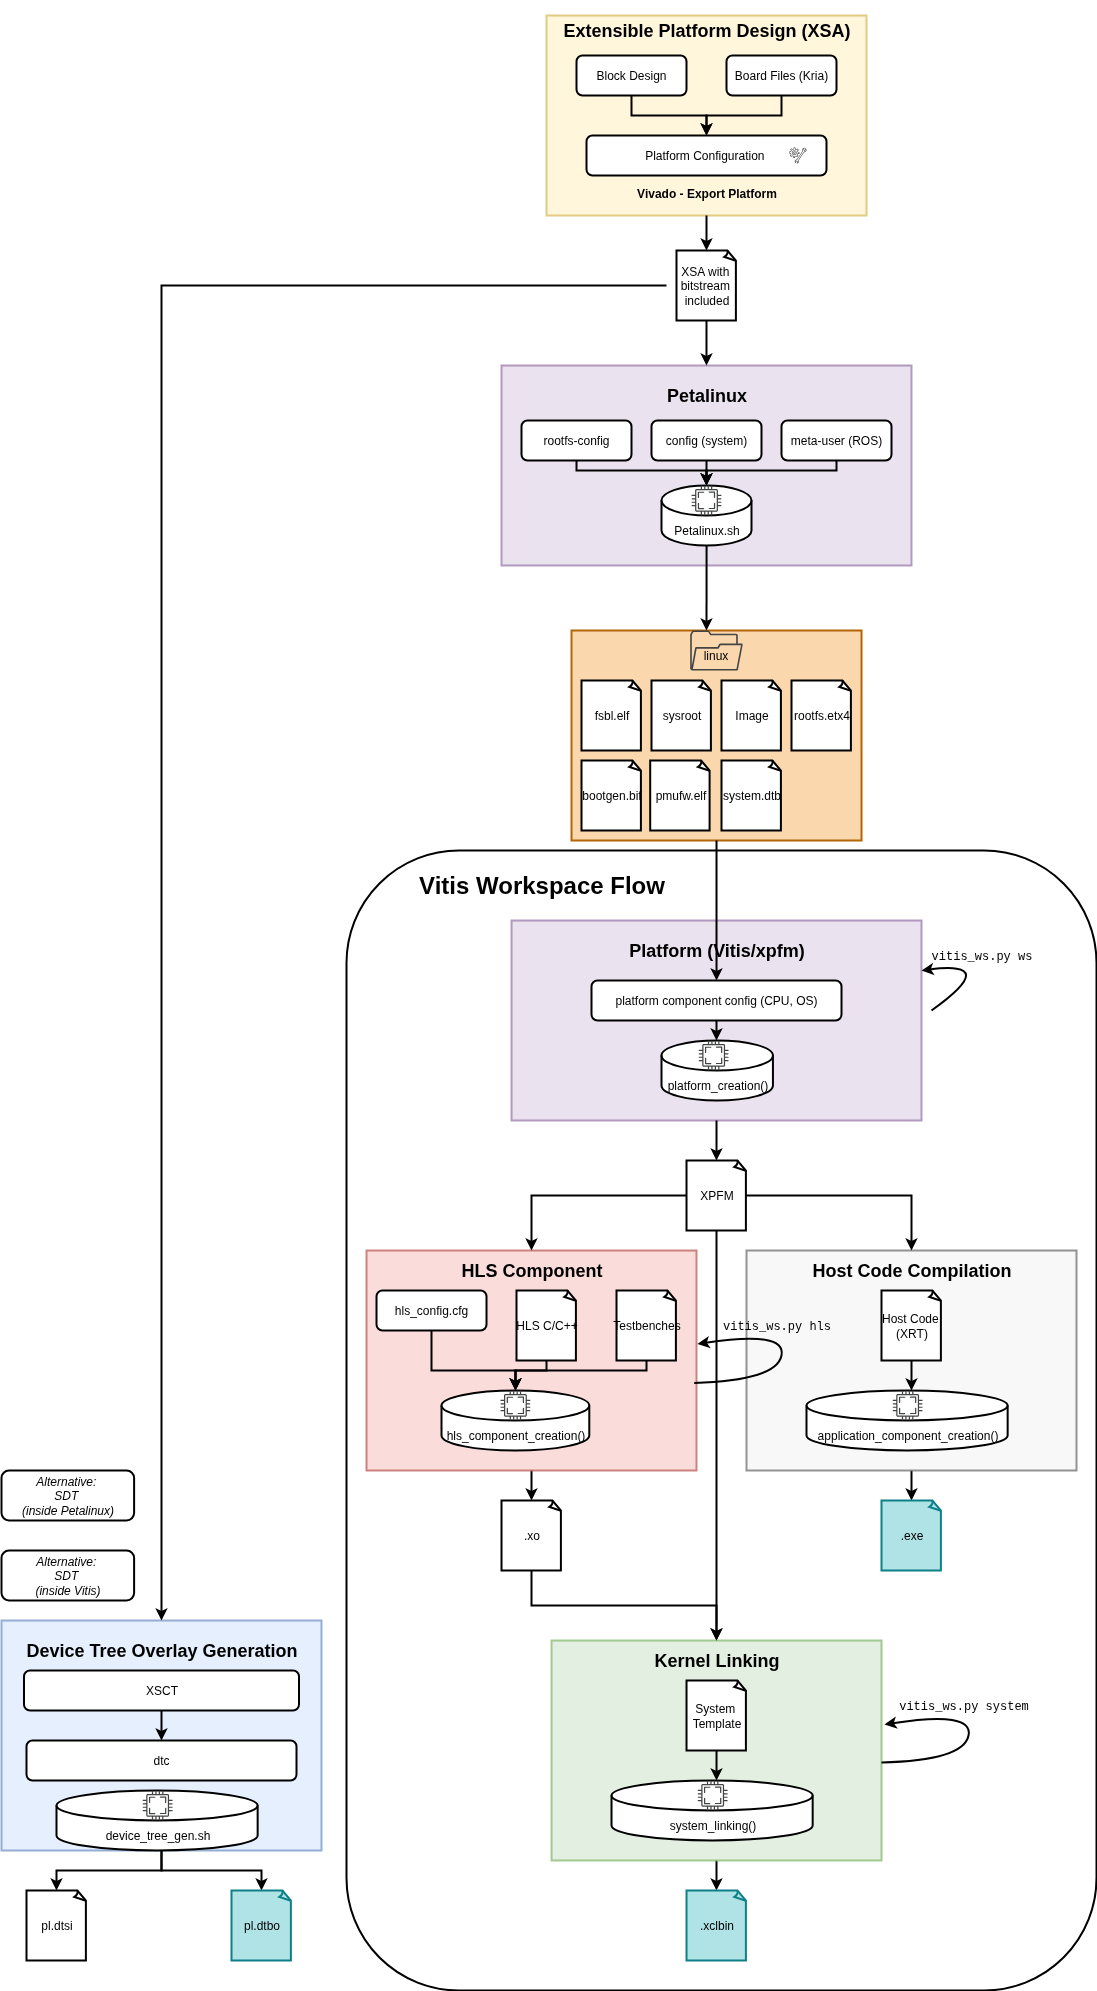 Extensible Platform Design (XSA)
Block Design
Board Files (Kria)
Platform Configuration
Vivado - Export Platform
XSA with
bitstream
included
Petalinux
rootfs-config
config (system)
meta-user (ROS)
Petalinux.sh
linux
fsbl.elf
sysroot
Image
rootfs.etx4
bootgen.bif
pmufw.elf
system.dtb
Vitis Workspace Flow
Platform (Vitis/xpfm)
vitis_ws.py ws
platform component config (CPU, OS)
platform_creation()
XPFM
HLS Component
hls_config.cfg
HLS C/C++
Testbenches
vitis_ws.py hls
hls_component_creation()
Host Code Compilation
Host Code
(XRT)
application_component_creation()
.xo
.exe
Alternative:
SDT
(inside Petalinux)
Alternative:
SDT
(inside Vitis)
Device Tree Overlay Generation
XSCT
dtc
device_tree_gen.sh
pl.dtsi
pl.dtbo
Kernel Linking
System
Template
vitis_ws.py system
system_linking()
.xclbin